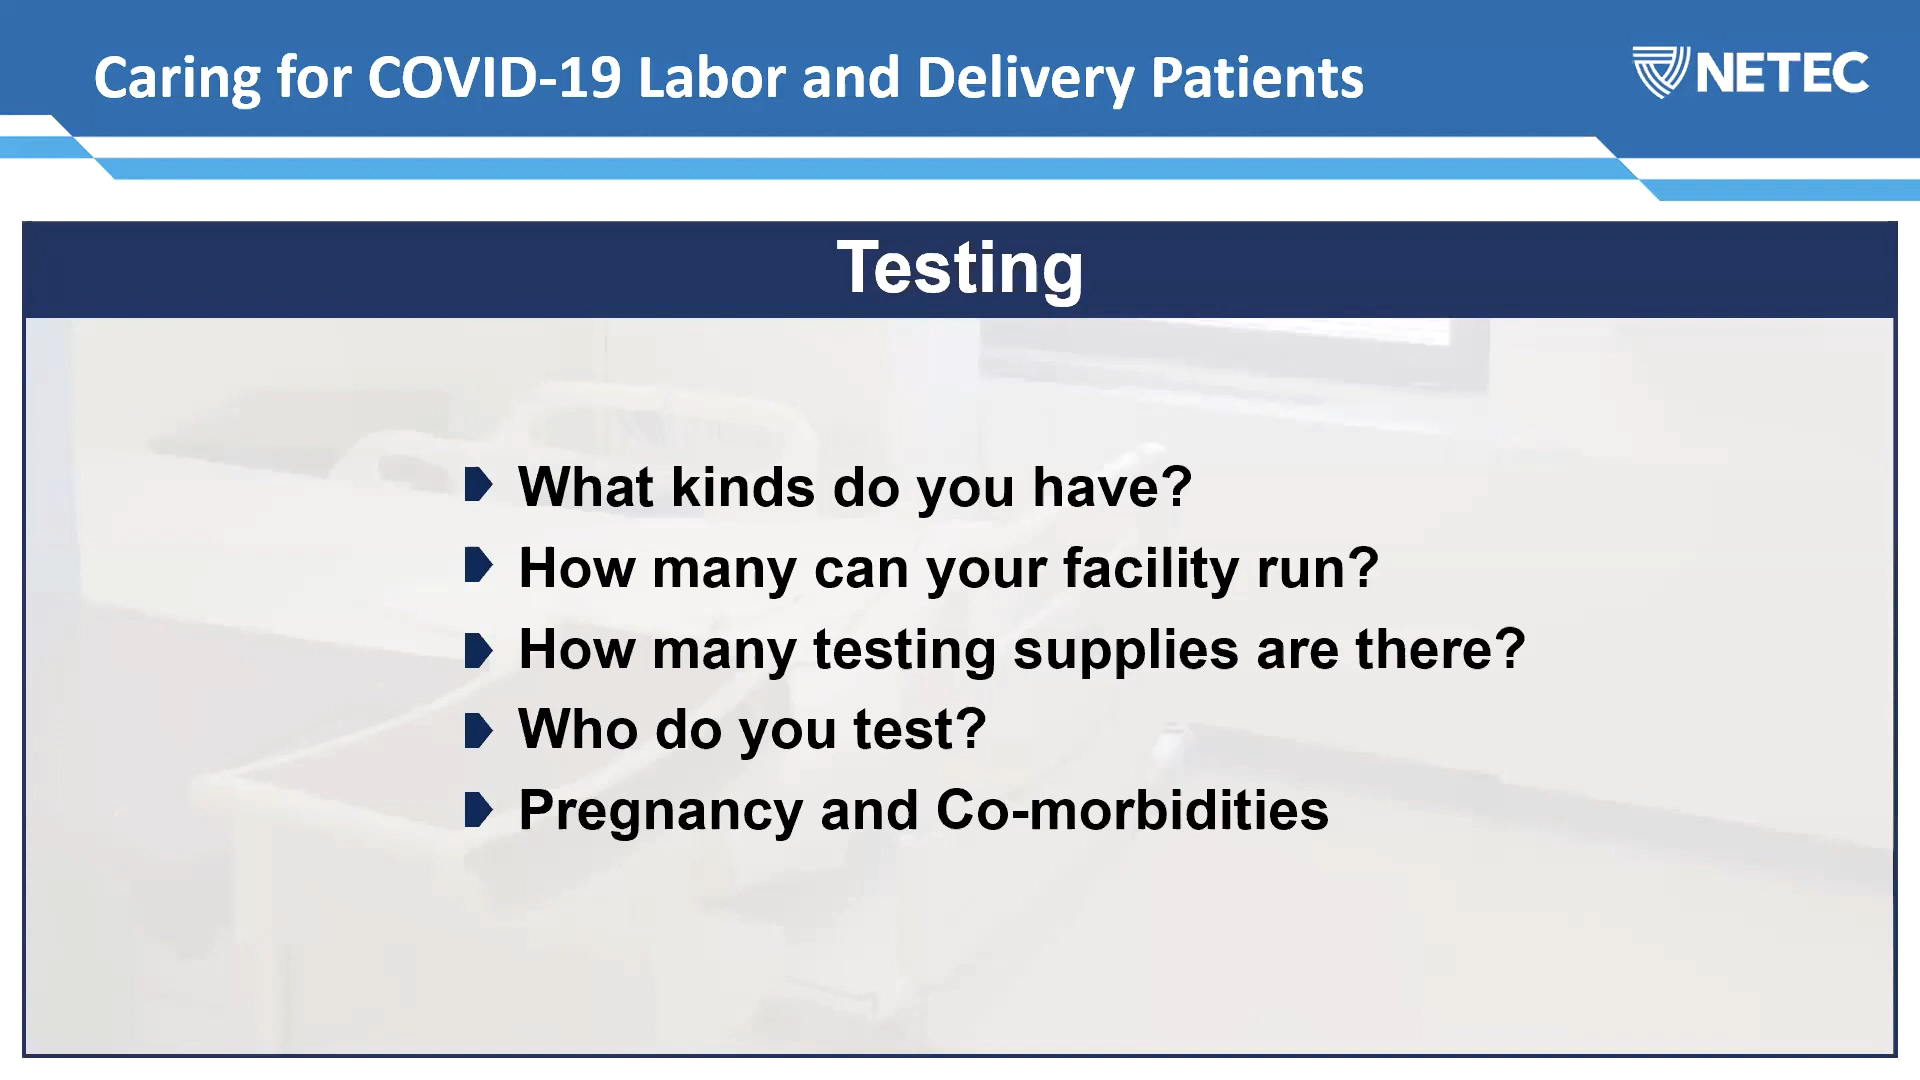 Caring for COVID-19 Labor and Delivery Patients
NETEC
Testing
What kinds do you have?
How many can your facility run?
How many testing supplies are there?
Who do you test?
Pregnancy and Co-morbidities